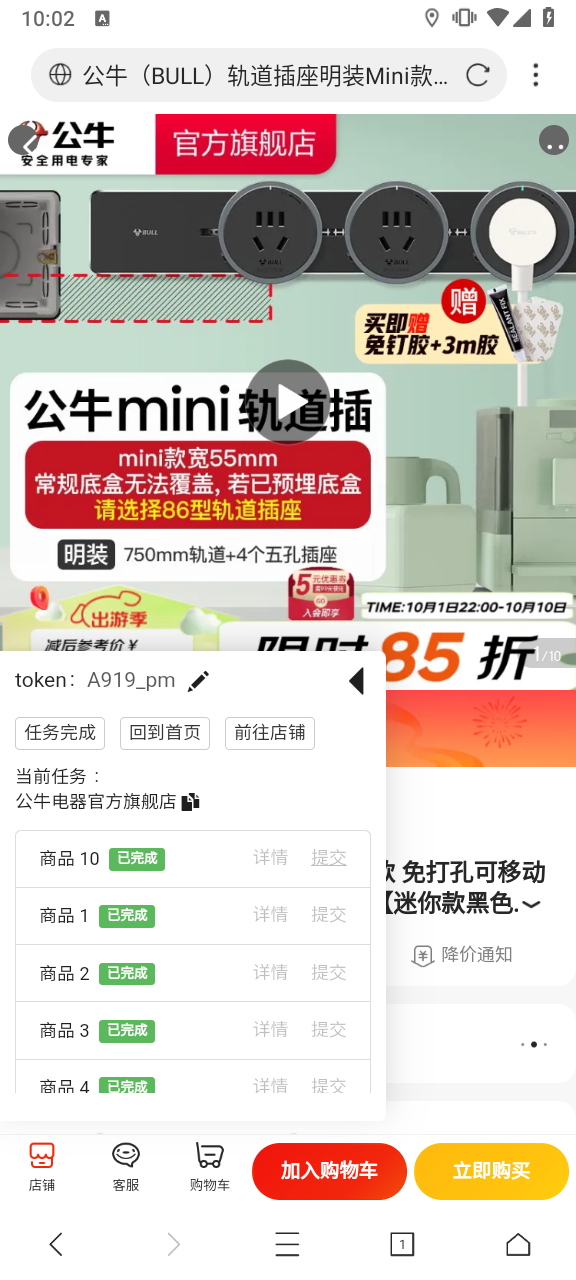 10:02
A
公牛（BULL）轨道插座明装Mini款...
公牛
安全用电专家
官方旗舰店
BULL
赠
买即赠
免钉胶+3m胶
SEALANT FIX
公牛mini轨道插
mini款宽55mm
常规底盒无法覆盖, 若已预埋底盒
请选择86型轨道插座
明装 750mm轨道+4个五孔插座
5元优惠券
GO
入会即享
出游季
TIME:10月1日22:00-10月10日
减后参考价¥
限时85折
1/10
token： A919_pm
任务完成 回到首页 前往店铺
当前任务：
公牛电器官方旗舰店
商品 10 已完成 详情 提交
商品 1 已完成 详情 提交
商品 2 已完成 详情 提交
商品 3 已完成 详情 提交
商品 4 已完成 详情 提交
款 免打孔可移动
【迷你款黑色.
降价通知
店铺 客服 购物车 加入购物车 立即购买
1